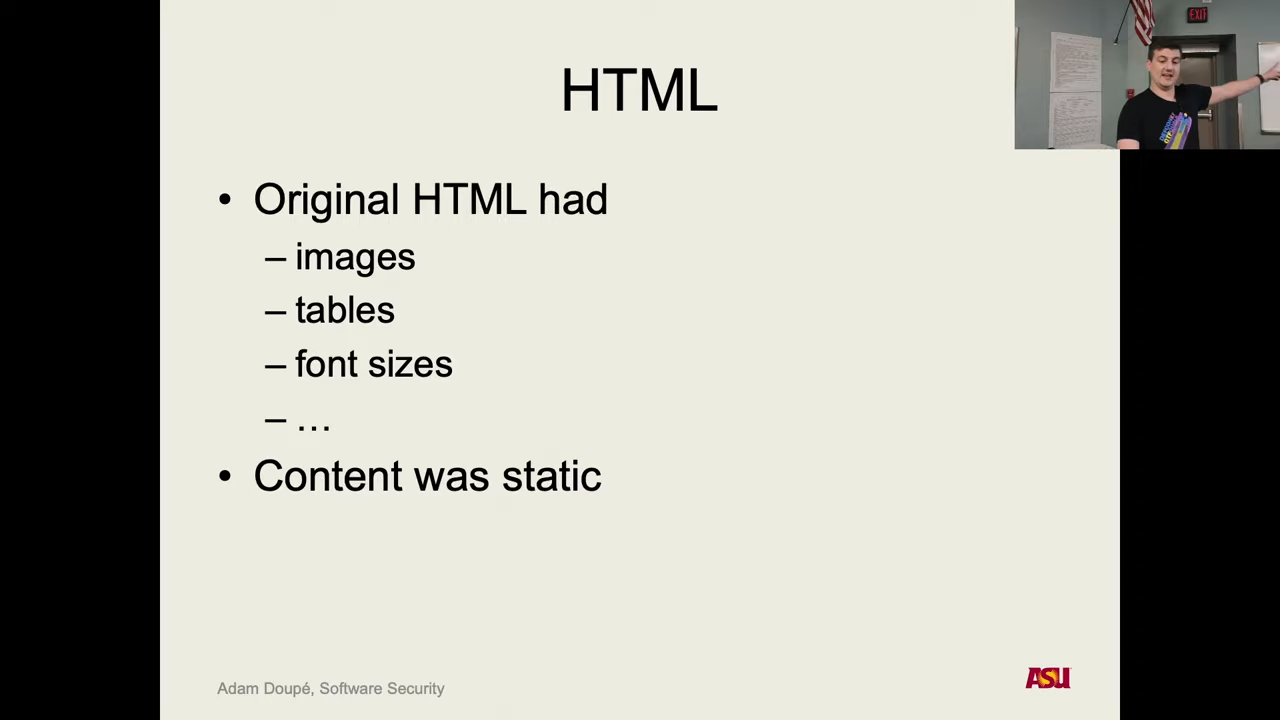 HTML
EXIT
• Original HTML had
– images
– tables
– font sizes
– …
• Content was static
Adam Doupé, Software Security
ASU